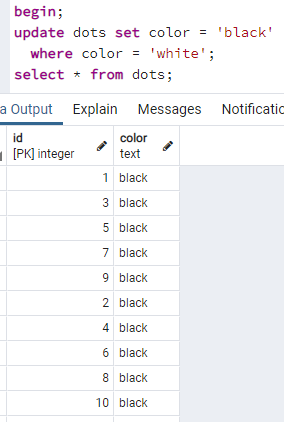 begin;
update dots set color = 'black'
where color = 'white';
select * from dots;
a Output Explain Messages Notificatio
id color
[PK] integer text
1 black
3 black
5 black
7 black
9 black
2 black
4 black
6 black
8 black
10 black